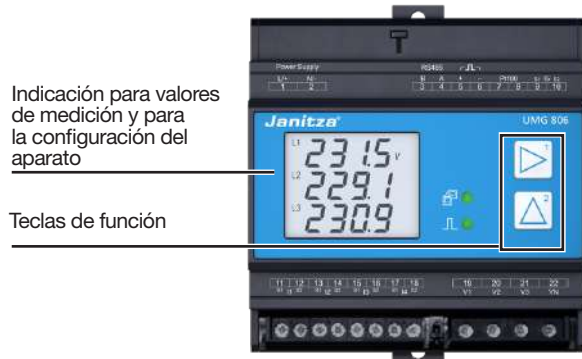 Power Supply
RS485
L/+ N/-
B A + -
1 2
3 4 5 6 7 8 9 10
Indicación para valores
de medición y para
la configuración del
aparato
Janitza®
UMG 806
L1 231.5 V
L2 229.1
L3 230.9
1
2
Teclas de función
11 12 13 14 15 16 17 18
19 20 21 22
V1 V2 V3 VN